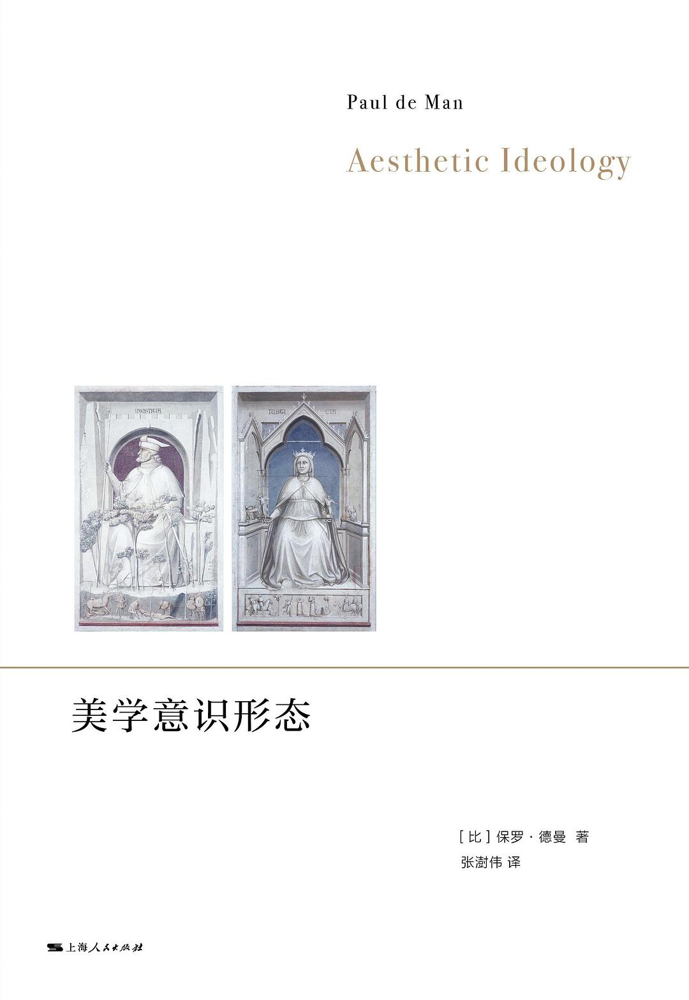 Paul de Man
Aesthetic Ideology
INIUSTITIA
IUSTI CIA
美学意识形态
[比]保罗·德曼 著
张澍伟 译
上海人民出版社